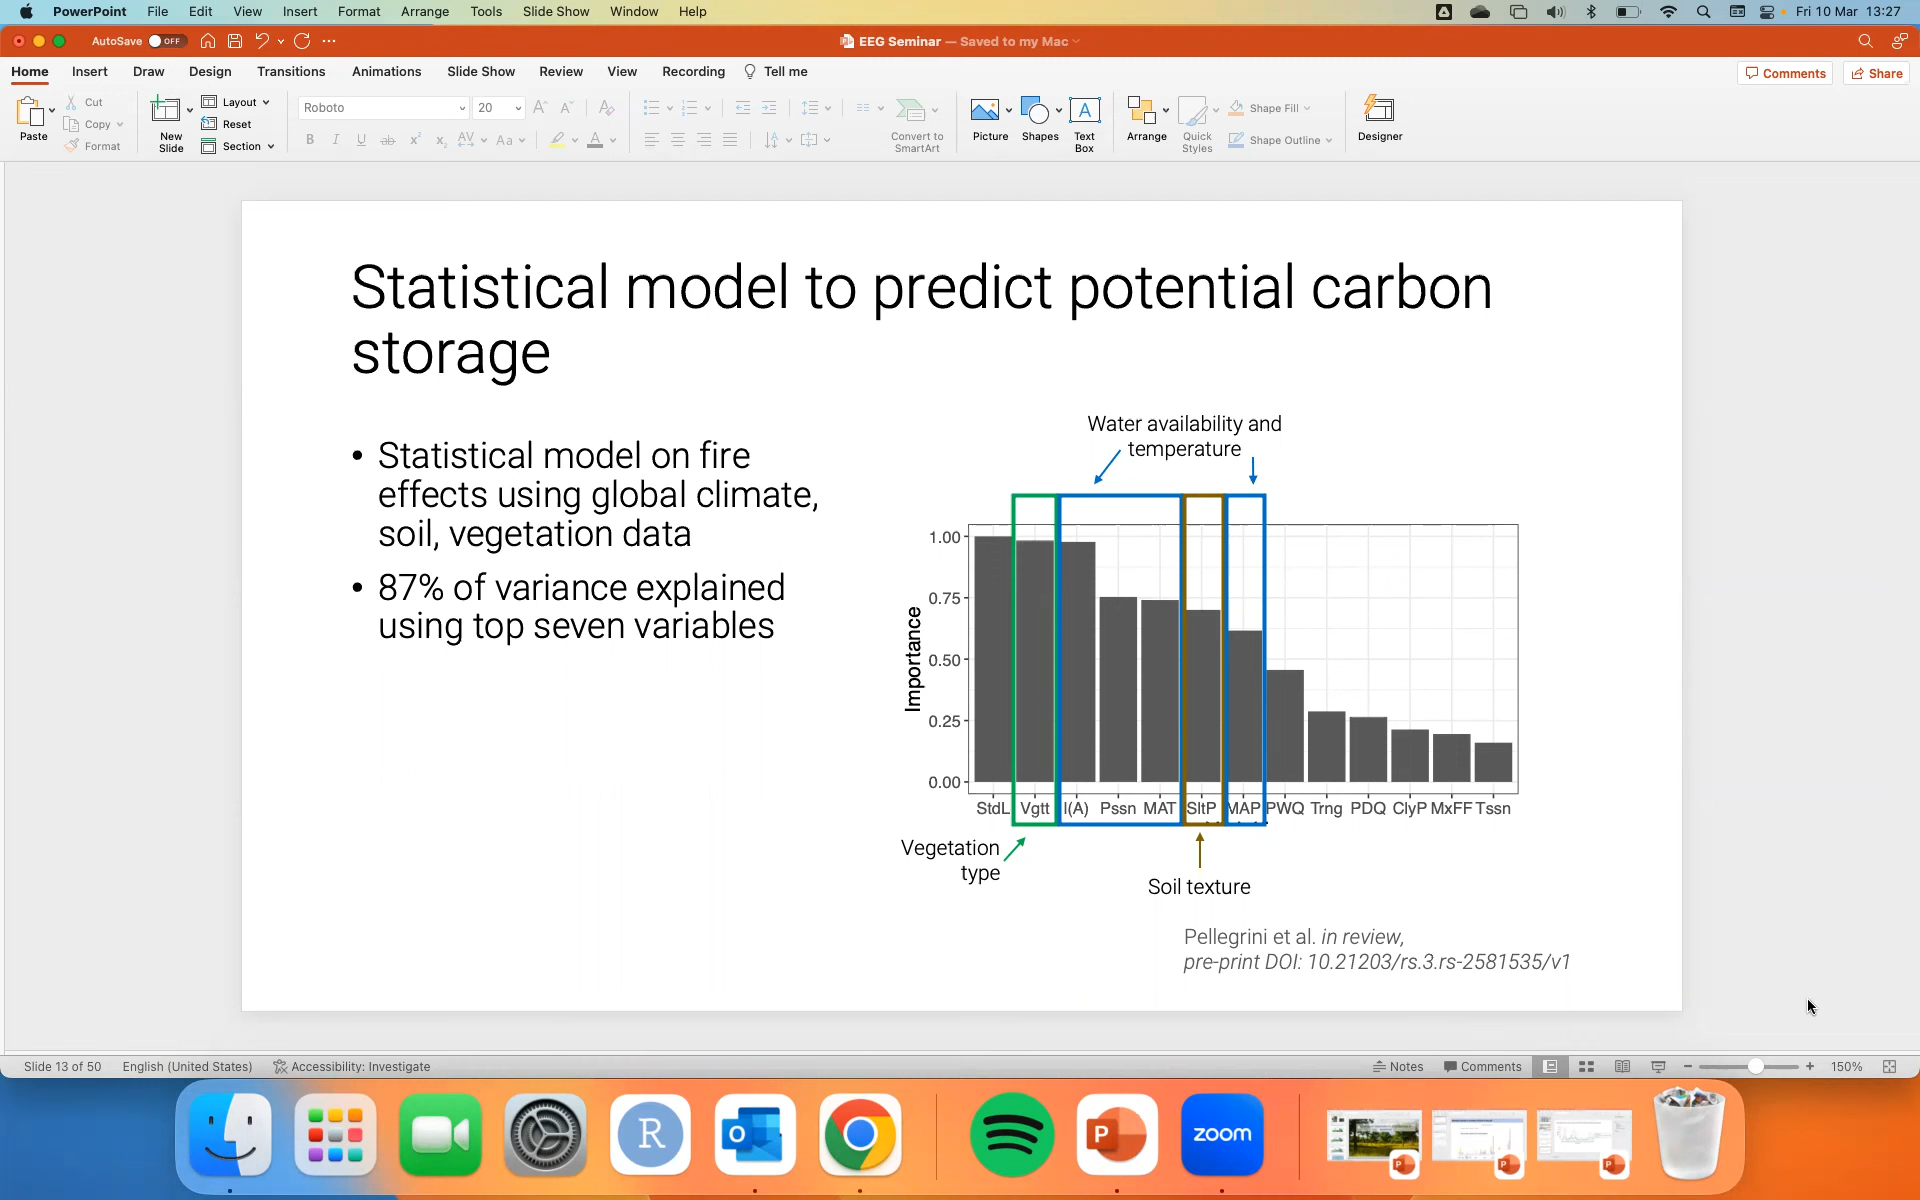 PowerPoint File Edit View Insert Format Arrange Tools Slide Show Window Help Fri 10 Mar 13:27
AutoSave OFF EEG Seminar — Saved to my Mac
Home Insert Draw Design Transitions Animations Slide Show Review View Recording Tell me Comments Share
Paste Cut Copy Format
New Slide Layout Reset Section
Roboto 20
Convert to SmartArt
Picture Shapes Text Box
Arrange Quick Styles Shape Fill Shape Outline
Designer
Statistical model to predict potential carbon
storage
• Statistical model on fire
effects using global climate,
soil, vegetation data
• 87% of variance explained
using top seven variables
Water availability and
temperature
Importance
1.00
0.75
0.50
0.25
0.00
StdL Vgtt I(A) Pssn MAT SltP MAP PWQ Trng PDQ ClyP MxFF Tssn
Vegetation
type
Soil texture
Pellegrini et al. in review,
pre-print DOI: 10.21203/rs.3.rs-2581535/v1
Slide 13 of 50 English (United States) Accessibility: Investigate Notes Comments 150%
zoom